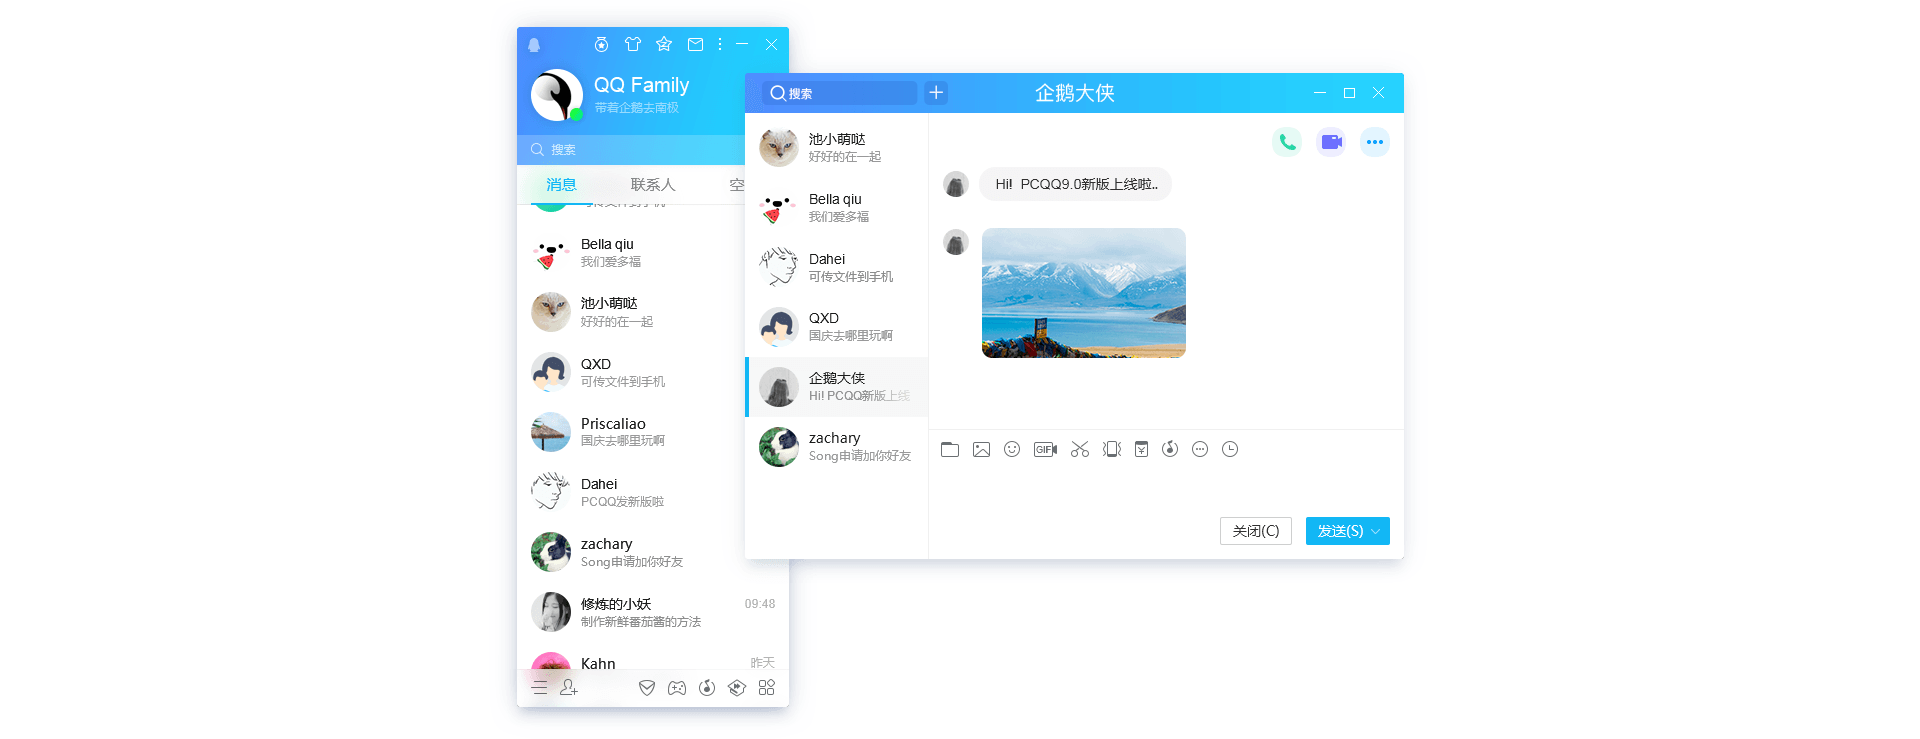 QQ Family
带着企鹅去南极
搜索
消息
联系人
空
可传文件到手机
Bella qiu
我们爱多福
池小萌哒
好好的在一起
QXD
可传文件到手机
Priscaliao
国庆去哪里玩啊
Dahei
PCQQ发新版啦
zachary
Song申请加你好友
修炼的小妖
09:48
制作新鲜番茄酱的方法
Kahn
昨天
搜索
企鹅大侠
池小萌哒
好好的在一起
Bella qiu
我们爱多福
Dahei
可传文件到手机
QXD
国庆去哪里玩啊
企鹅大侠
Hi! PCQQ新版上线
zachary
Song申请加你好友
Hi! PCQQ9.0新版上线啦..
GIF
关闭(C)
发送(S)